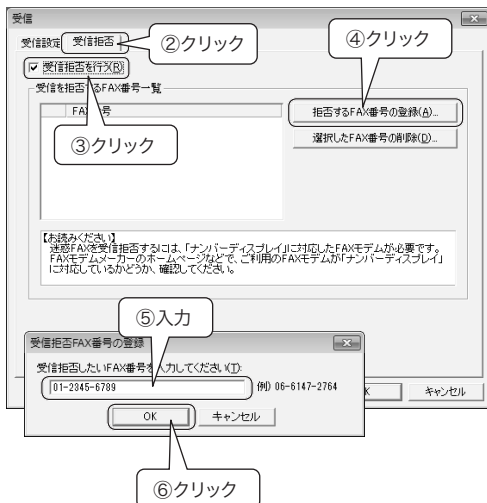 受信
受信設定 受信拒否
②クリック
④クリック
受信拒否を行う(R)
受信を拒否するFAX番号一覧
拒否するFAX番号の登録(A)...
③クリック
選択したFAX番号の削除(D)...
【お読みください】
迷惑FAXを受信拒否するには、「ナンバーディスプレイ」に対応したFAXモデムが必要です。
FAXモデムメーカーのホームページなどで、ご利用のFAXモデムが「ナンバーディスプレイ」
に対応しているかどうか、確認してください。
⑤入力
受信拒否FAX番号の登録
受信拒否したいFAX番号を入力してください(T):
01-2345-6789 例) 06-6147-2764
OK キャンセル
キャンセル
⑥クリック